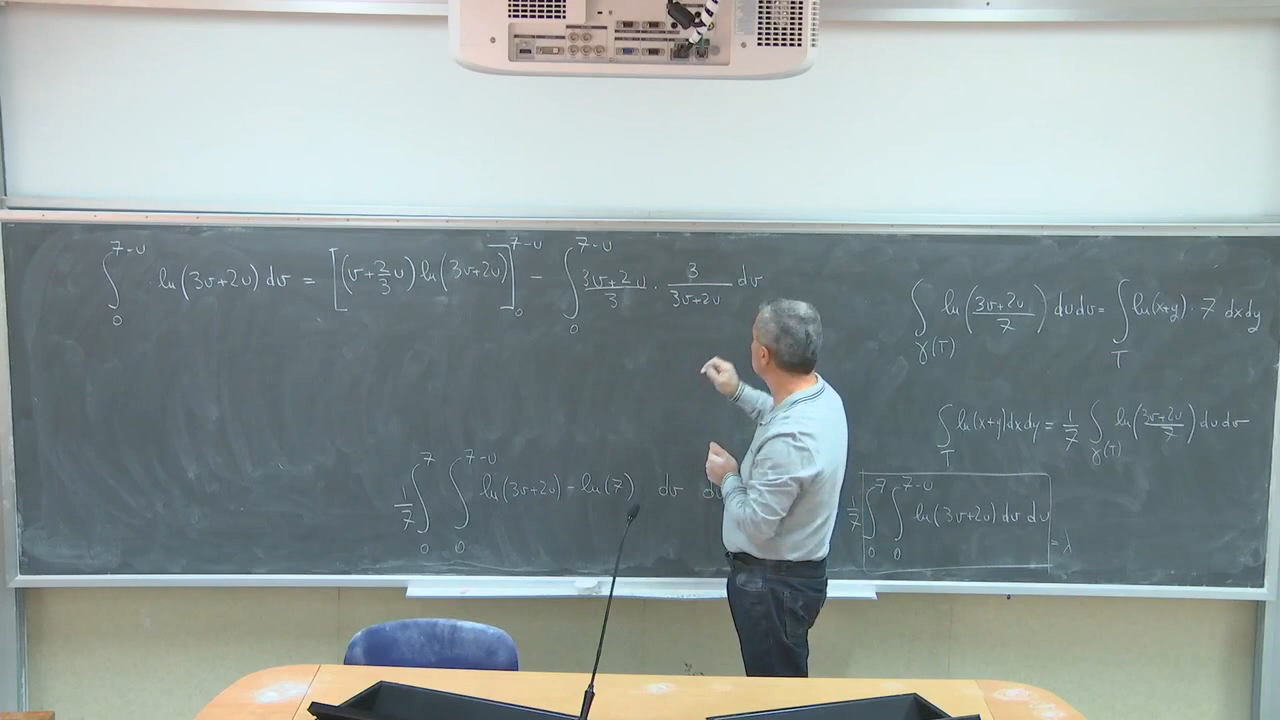 ∫₀^{7-u} ln(3v+2u) dv = [(v+2/3 u) ln(3v+2u)]₀^{7-u} - ∫₀^{7-u} (3v+2u)/3 · 3/(3v+2u) dv
∫_{γ(T)} ln((3v+2u)/7) du dv = ∫_T ln(x+y) · 7 dx dy
∫_T ln(x+y) dx dy = 1/7 ∫_{γ(T)} ln((3v+2u)/7) du dv
1/7 ∫₀^7 ∫₀^{7-u} ln(3v+2u) - ln(7) dv
1/7 ∫₀^7 ∫₀^{7-u} ln(3v+2u) dv du = λ